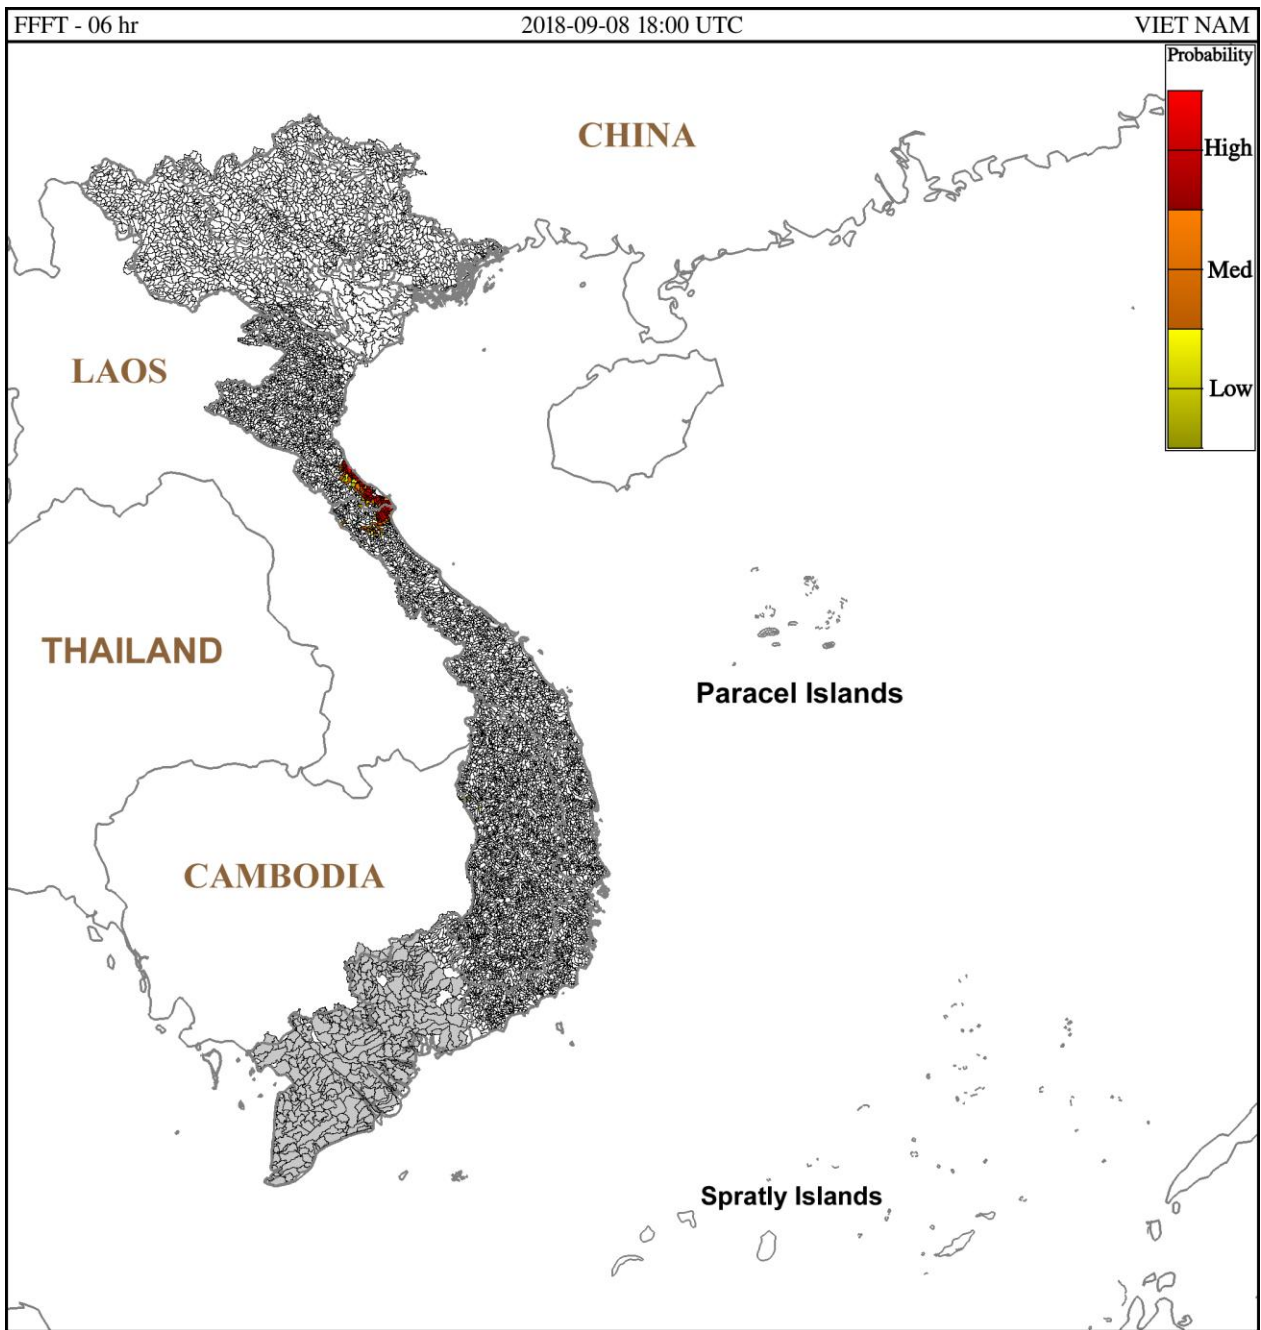 FFFT - 06 hr
2018-09-08 18:00 UTC
VIET NAM
Probability
High
Med
Low
CHINA
LAOS
THAILAND
Paracel Islands
CAMBODIA
Spratly Islands